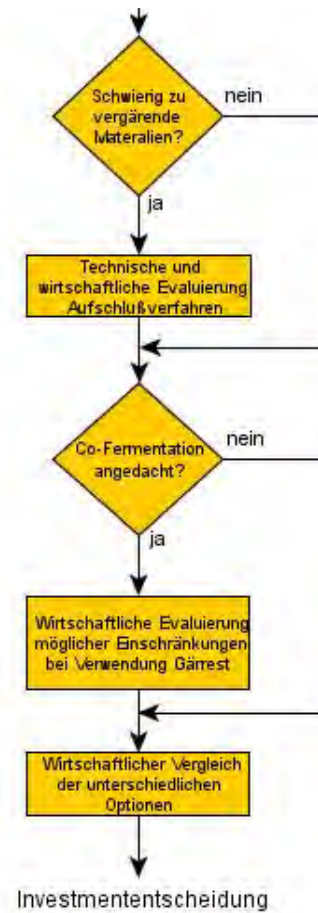 Schwierig zu
vergärende
Materalien?
nein
ja
Technische und
wirtschaftliche Evaluierung
Aufschlußverfahren
Co-Fermentation
angedacht?
nein
ja
Wirtschaftliche Evaluierung
möglicher Einschränkungen
bei Verwendung Gärrest
Wirtschaftlicher Vergleich
der unterschiedlichen
Optionen
Investmententscheidung